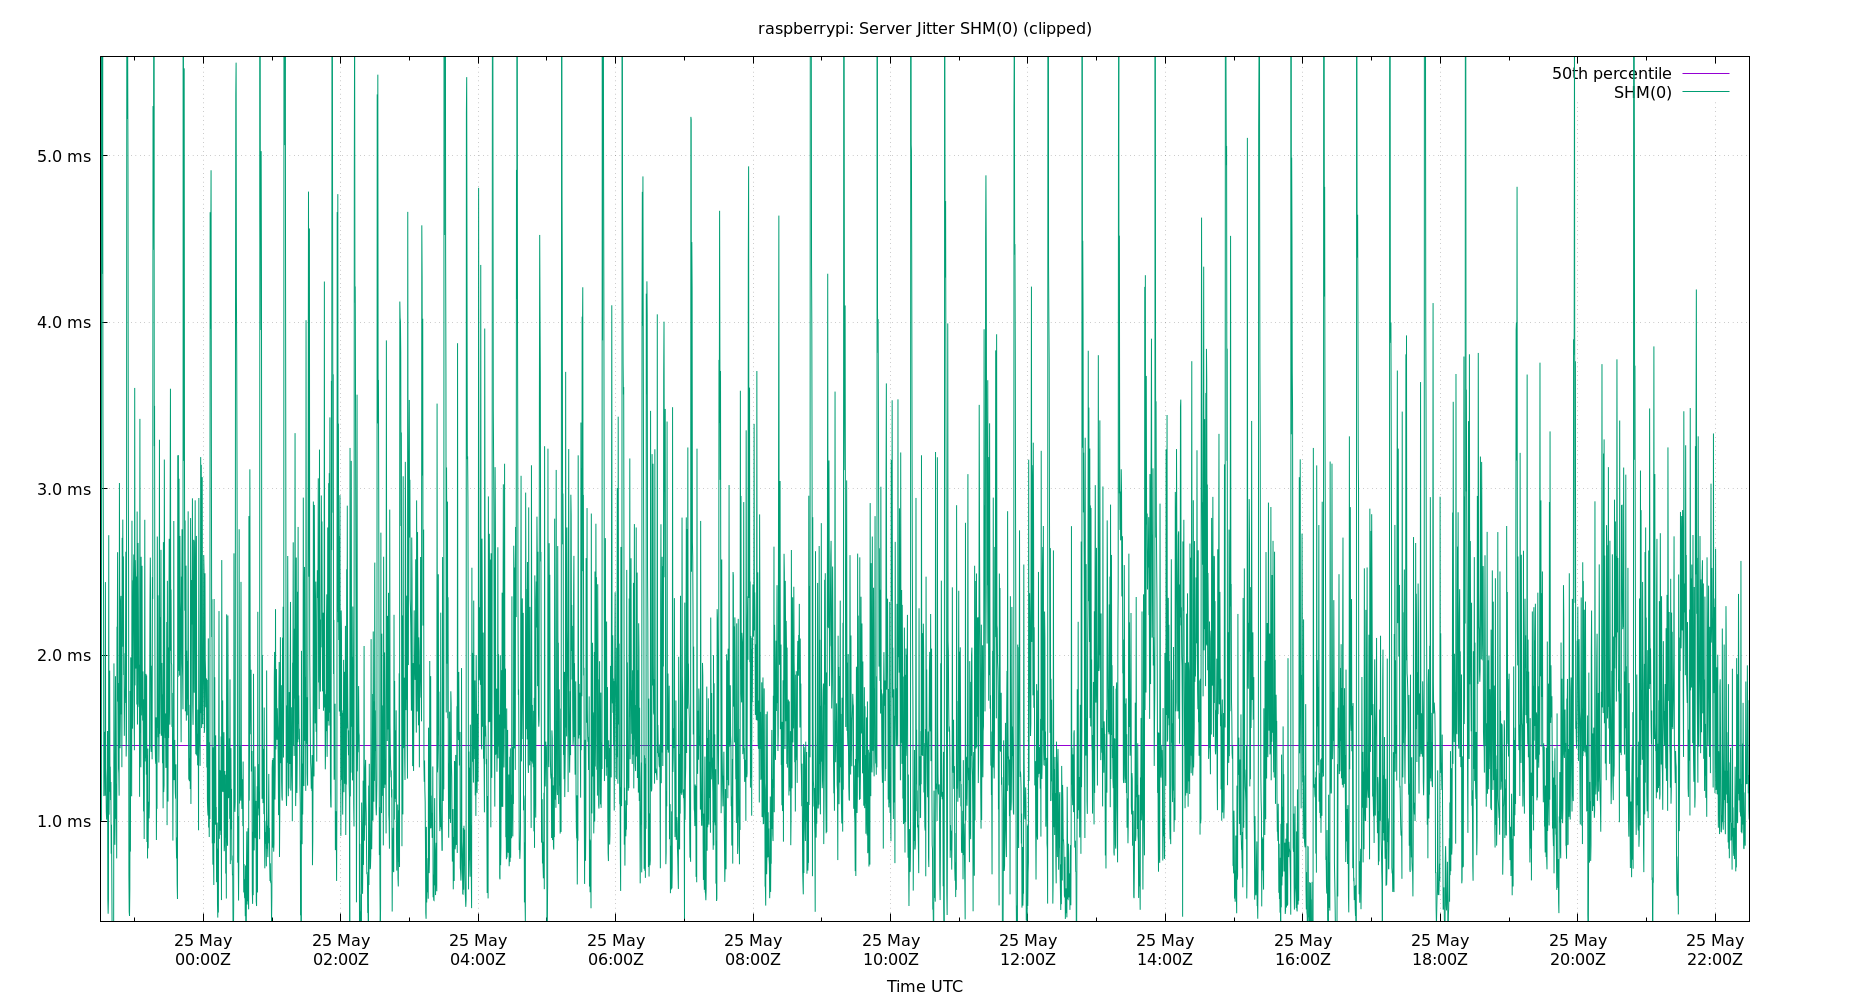 raspberrypi: Server Jitter SHM(0) (clipped)
50th percentile
SHM(0)
5.0 ms
4.0 ms
3.0 ms
2.0 ms
1.0 ms
25 May 25 May 25 May 25 May 25 May 25 May 25 May 25 May 25 May 25 May 25 May 25 May
00:00Z 02:00Z 04:00Z 06:00Z 08:00Z 10:00Z 12:00Z 14:00Z 16:00Z 18:00Z 20:00Z 22:00Z
Time UTC